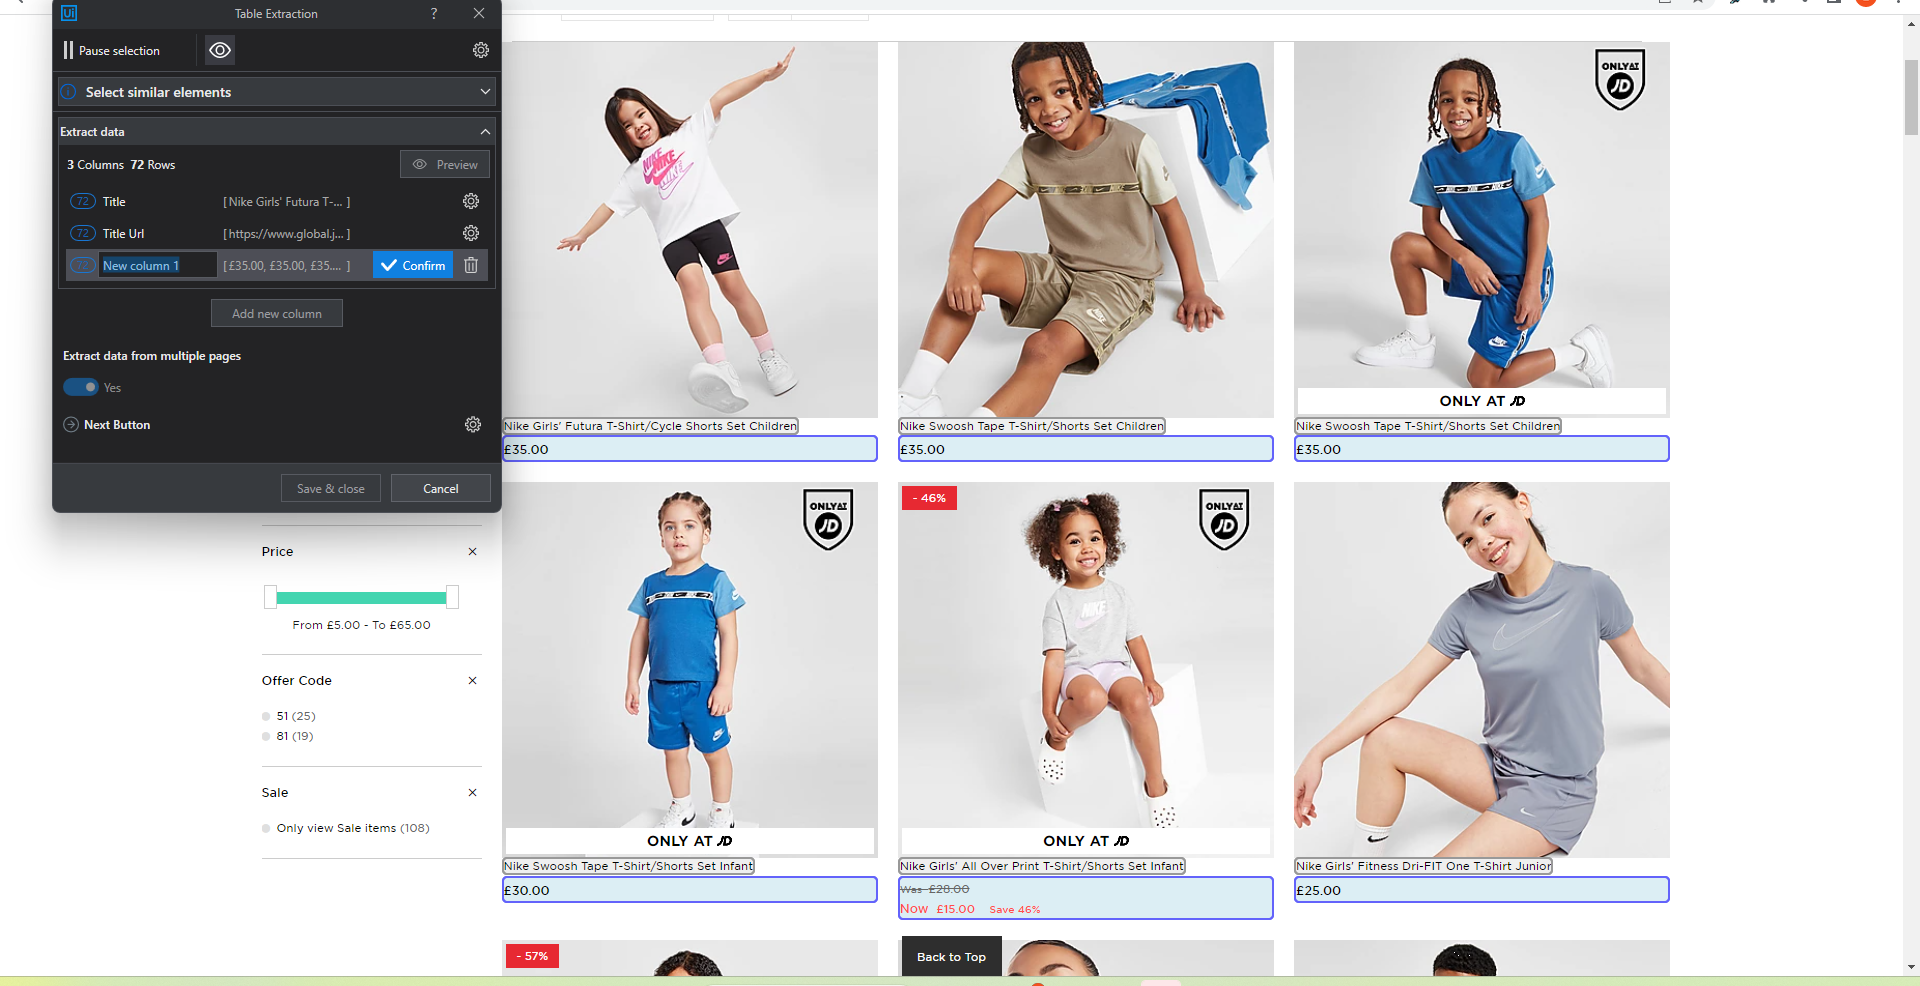 Ui
Table Extraction
?
Pause selection
Select similar elements
Extract data
3 Columns 72 Rows
Preview
72 Title [ Nike Girls' Futura T-... ]
72 Title Url [ https://www.global.j... ]
72 New column 1 [ £35.00, £35.00, £35.... ] Confirm
Add new column
Extract data from multiple pages
Yes
Next Button
Save & close
Cancel
Price
From £5.00 - To £65.00
Offer Code
51 (25)
81 (19)
Sale
Only view Sale items (108)
NIKE
NIKE
Nike Girls' Futura T-Shirt/Cycle Shorts Set Children
£35.00
Nike Swoosh Tape T-Shirt/Shorts Set Children
£35.00
ONLY AT
JD
ONLY AT JD
Nike Swoosh Tape T-Shirt/Shorts Set Children
£35.00
ONLY AT
JD
ONLY AT JD
Nike Swoosh Tape T-Shirt/Shorts Set Infant
£30.00
- 46%
ONLY AT
JD
NIKE
ONLY AT JD
Nike Girls' All Over Print T-Shirt/Shorts Set Infant
Was £28.00
Now £15.00 Save 46%
Nike Girls' Fitness Dri-FIT One T-Shirt Junior
£25.00
- 57%
Back to Top